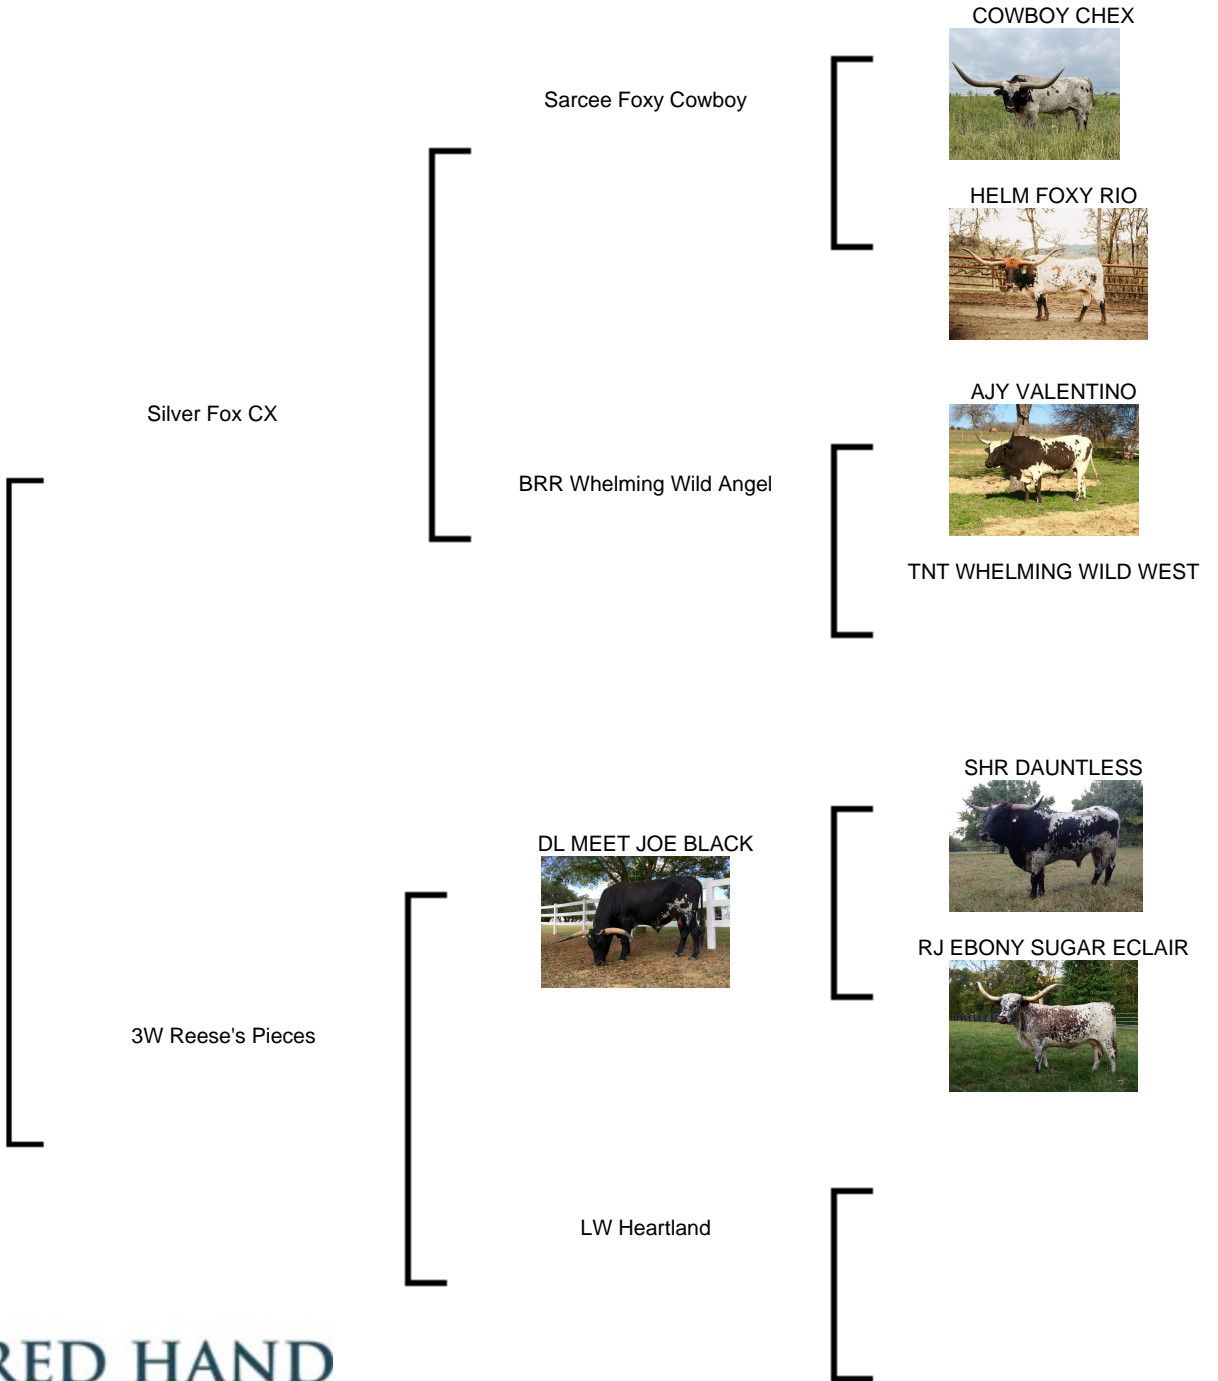 COWBOY CHEX
Sarcee Foxy Cowboy
HELM FOXY RIO
Silver Fox CX
AJY VALENTINO
BRR Whelming Wild Angel
TNT WHELMING WILD WEST
SHR DAUNTLESS
DL MEET JOE BLACK
RJ EBONY SUGAR ECLAIR
3W Reese's Pieces
LW Heartland
RED HAND